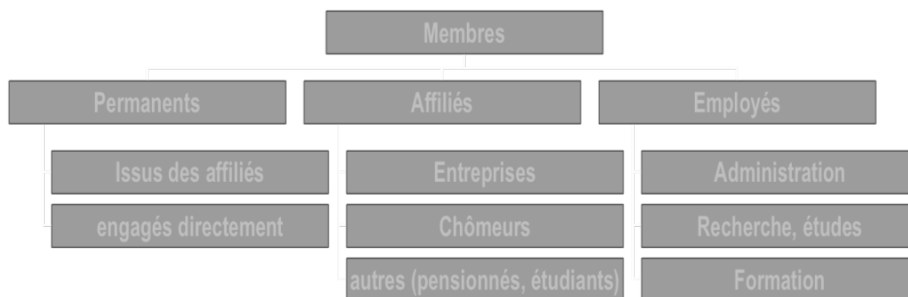 Membres
Permanents
Affiliés
Employés
Issus des affiliés
Entreprises
Administration
engagés directement
Chômeurs
Recherche, études
autres (pensionnés, étudiants)
Formation